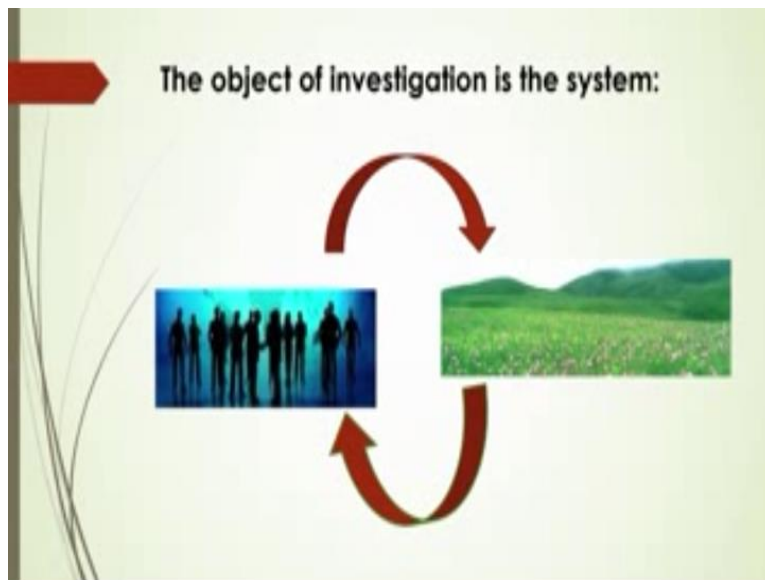 The object of investigation is the system: